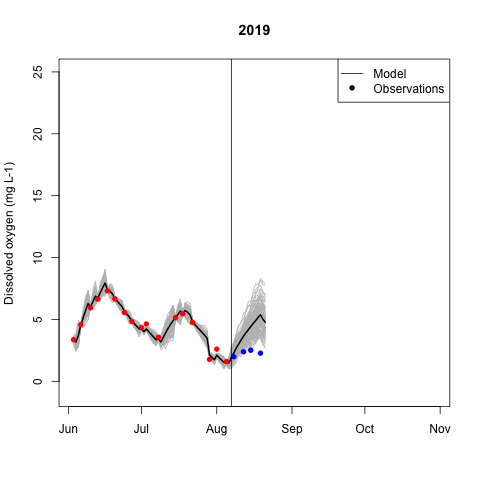 2019
Model
Observations
Dissolved oxygen (mg L-1)
25
20
15
10
5
0
Jun Jul Aug Sep Oct Nov